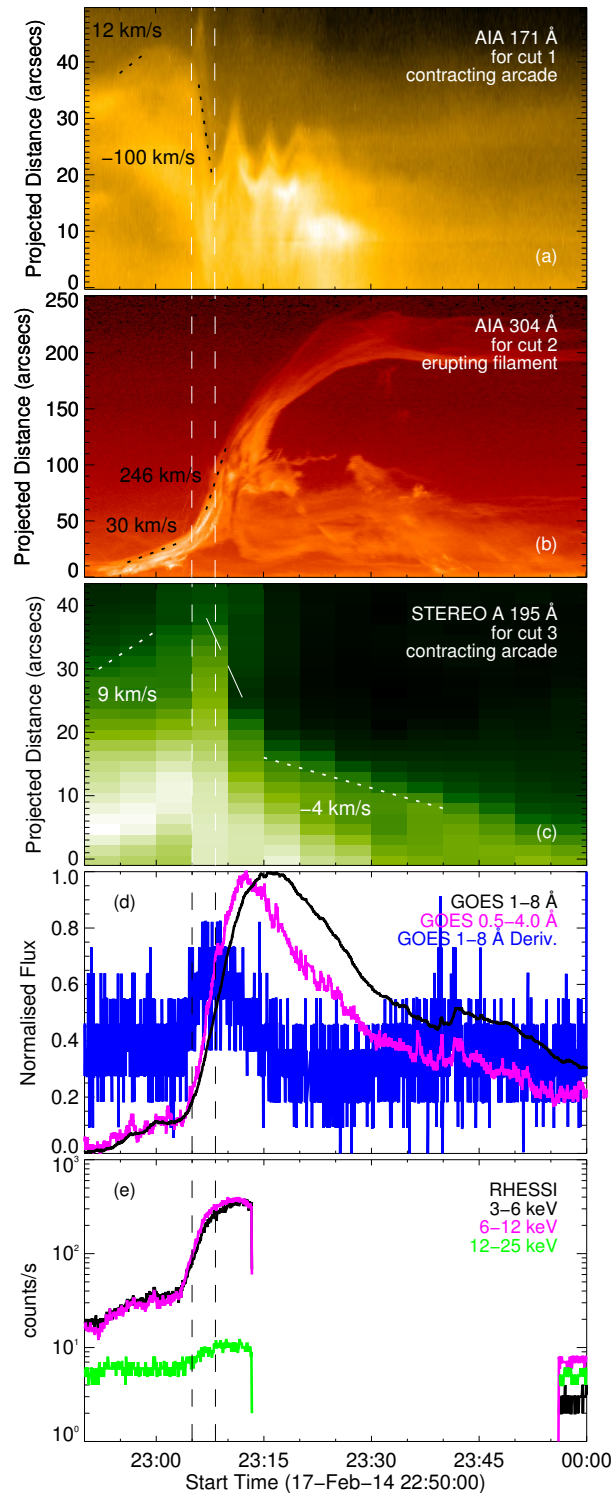 12 km/s
AIA 171 Å
for cut 1
contracting arcade
−100 km/s
(a)
Projected Distance (arcsecs)
50
40
30
20
10
0
AIA 304 Å
for cut 2
erupting filament
246 km/s
30 km/s
(b)
Projected Distance (arcsecs)
250
200
150
100
50
0
STEREO A 195 Å
for cut 3
contracting arcade
9 km/s
−4 km/s
(c)
Projected Distance (arcsecs)
40
30
20
10
0
(d)
GOES 1−8 Å
GOES 0.5−4.0 Å
GOES 1−8 Å Deriv.
Normalised Flux
1.0
0.8
0.6
0.4
0.2
0.0
(e)
RHESSI
3−6 keV
6−12 keV
12−25 keV
counts/s
10³
10²
10¹
10⁰
23:00
23:15
23:30
23:45
00:00
Start Time (17-Feb-14 22:50:00)